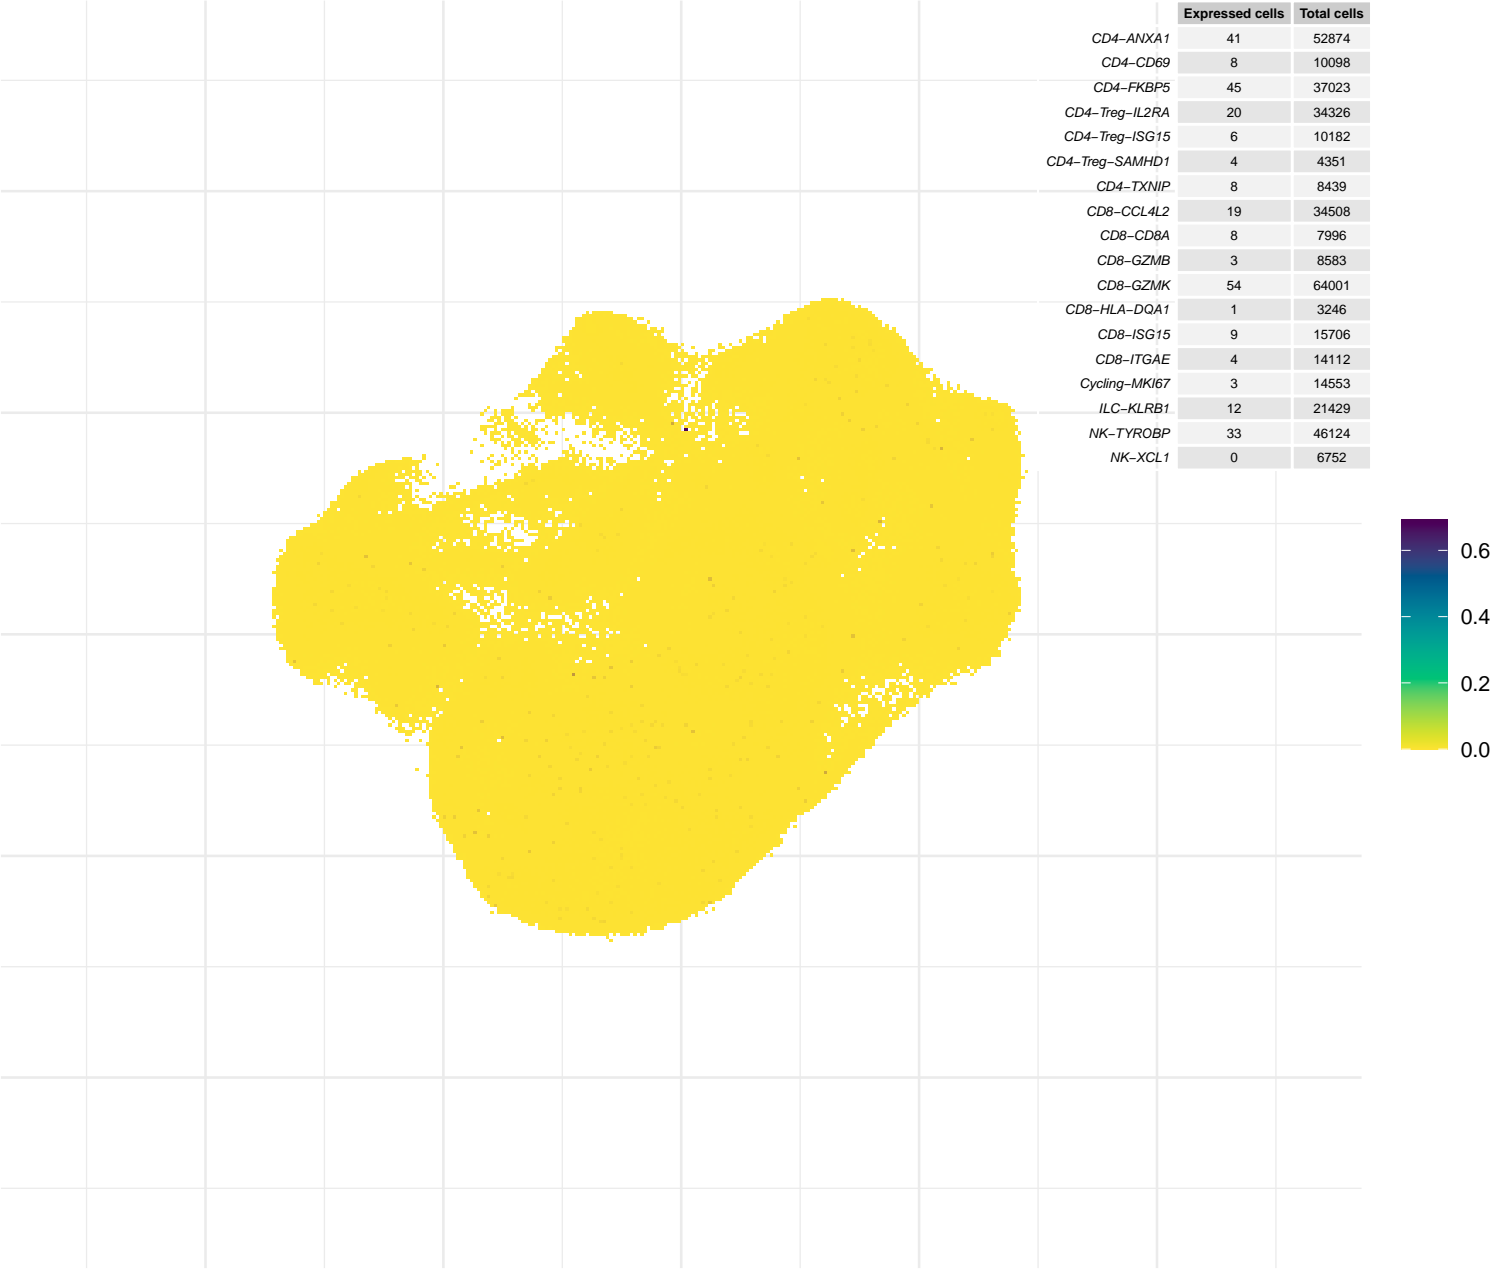 Expressed cells Total cells
CD4−ANXA1 41 52874
CD4−CD69 8 10098
CD4−FKBP5 45 37023
CD4−Treg−IL2RA 20 34326
CD4−Treg−ISG15 6 10182
CD4−Treg−SAMHD1 4 4351
CD4−TXNIP 8 8439
CD8−CCL4L2 19 34508
CD8−CD8A 8 7996
CD8−GZMB 3 8583
CD8−GZMK 54 64001
CD8−HLA−DQA1 1 3246
CD8−ISG15 9 15706
CD8−ITGAE 4 14112
Cycling−MKI67 3 14553
ILC−KLRB1 12 21429
NK−TYROBP 33 46124
NK−XCL1 0 6752
0.6
0.4
0.2
0.0